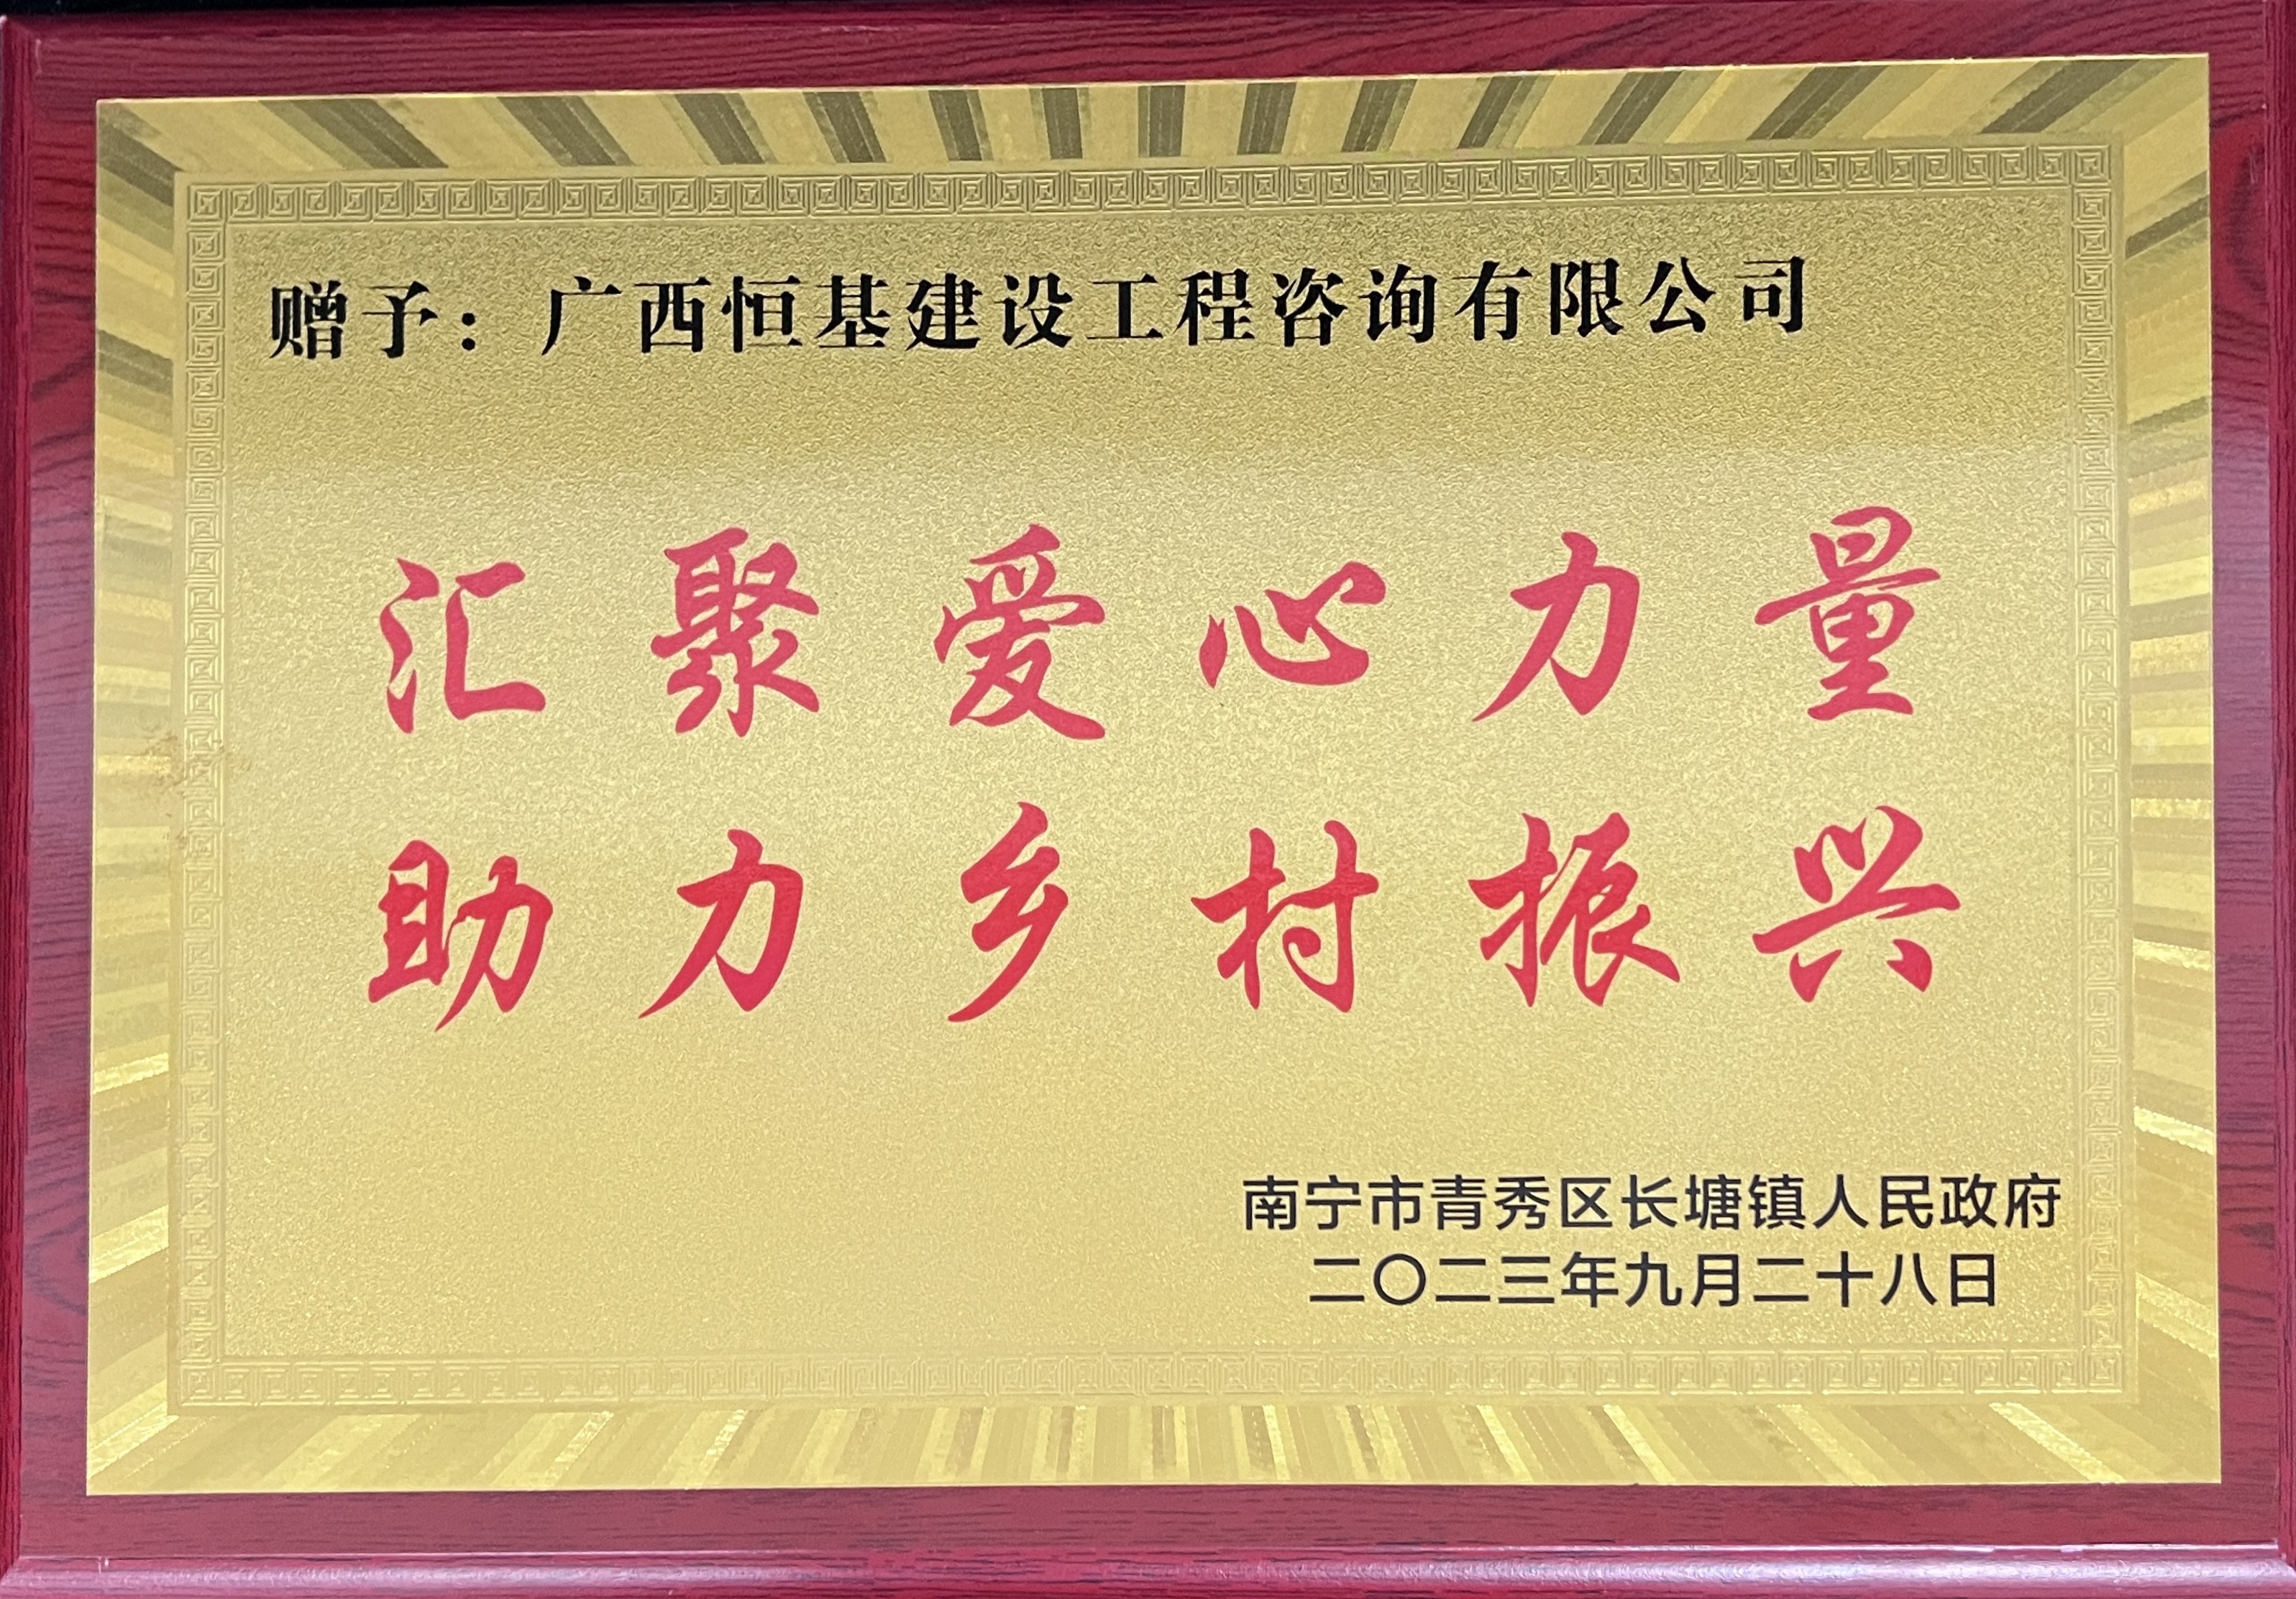 赠予：广西恒基建设工程咨询有限公司
汇聚爱心力量
助力乡村振兴
南宁市青秀区长塘镇人民政府
二〇二三年九月二十八日